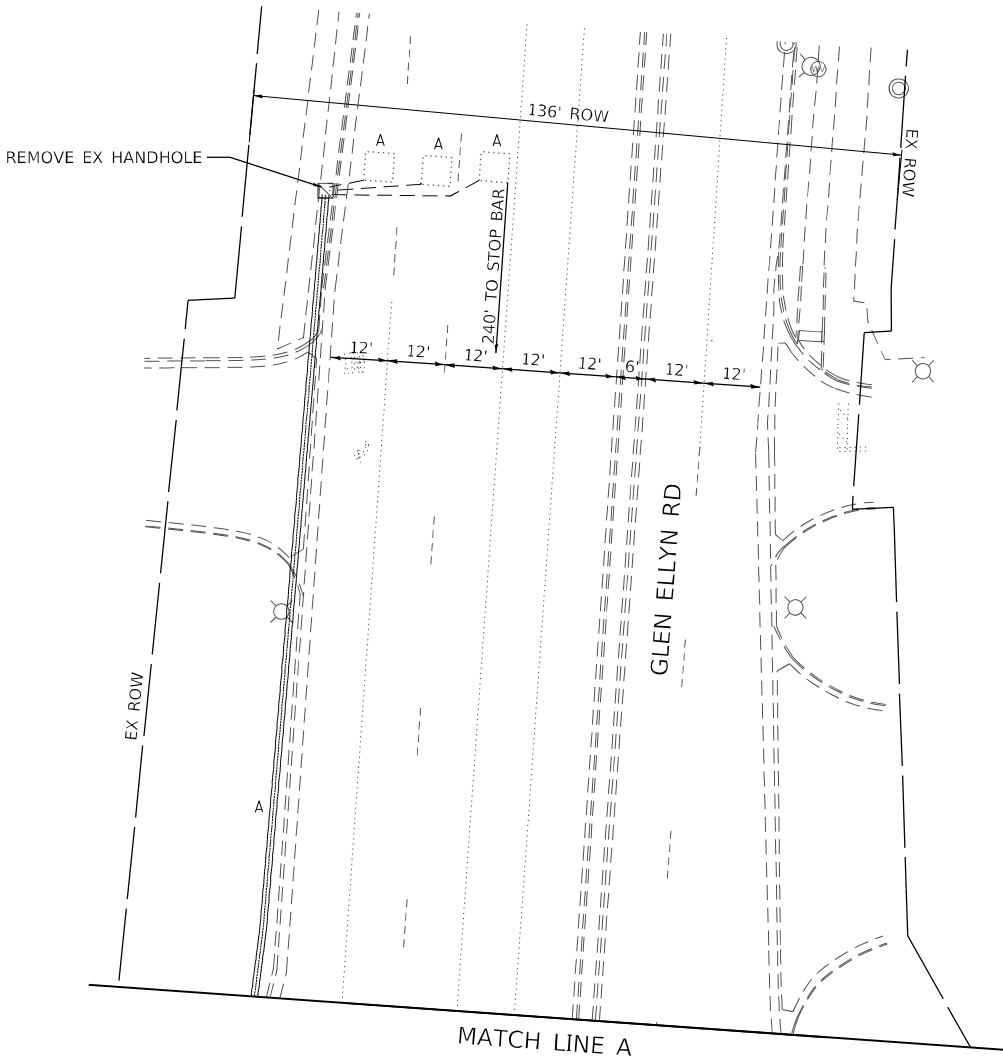 136' ROW
EX ROW
A
A
A
REMOVE EX HANDHOLE
240' TO STOP BAR
12'
12'
12'
12'
12'
6'
12'
12'
GLEN ELLYN RD
EX ROW
A
MATCH LINE A